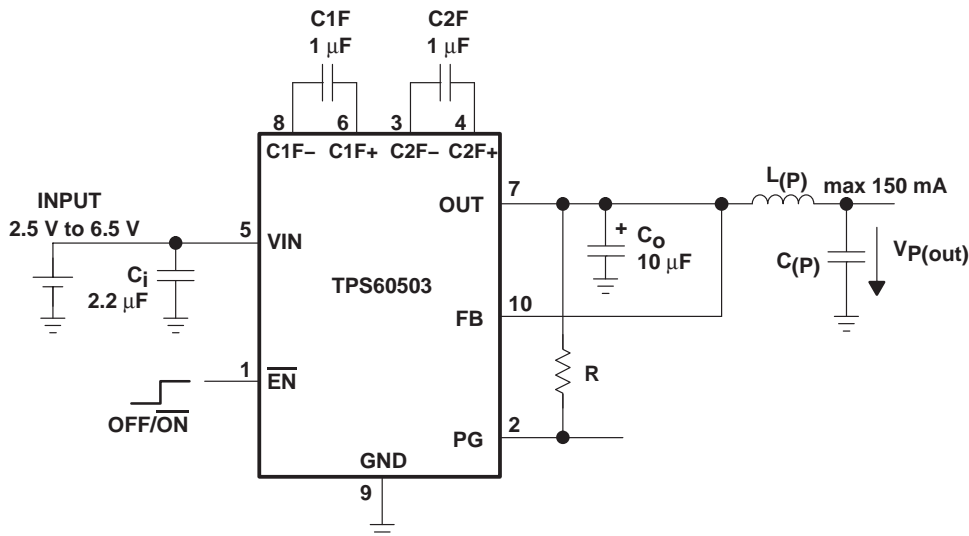 C1F
1 μF
C2F
1 μF
8
6
3
4
C1F−
C1F+
C2F−
C2F+
INPUT
2.5 V to 6.5 V
5
VIN
Ci
2.2 μF
TPS60503
OUT
7
+
Co
10 μF
L(P)
max 150 mA
C(P)
VP(out)
FB
10
R
1
EN
OFF/ON
PG
2
GND
9